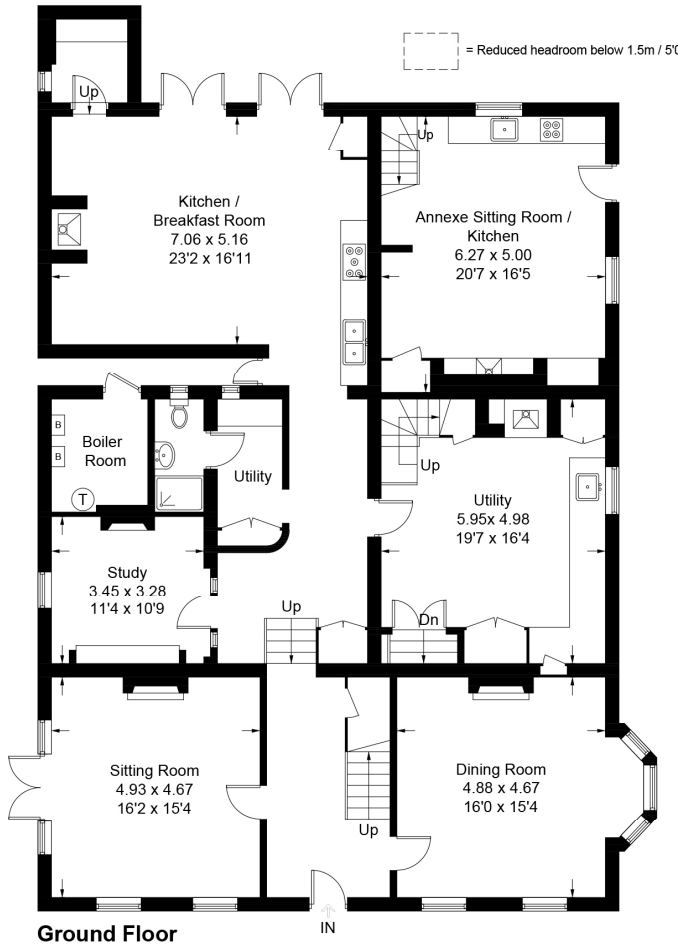 = Reduced headroom below 1.5m / 5'0
Up
Up
Kitchen /
Breakfast Room
7.06 x 5.16
23'2 x 16'11
Annexe Sitting Room /
Kitchen
6.27 x 5.00
20'7 x 16'5
B
B
Boiler
Room
T
Utility
Up
Utility
5.95x 4.98
19'7 x 16'4
Study
3.45 x 3.28
11'4 x 10'9
Up
Dn
Sitting Room
4.93 x 4.67
16'2 x 15'4
Dining Room
4.88 x 4.67
16'0 x 15'4
Up
IN
Ground Floor